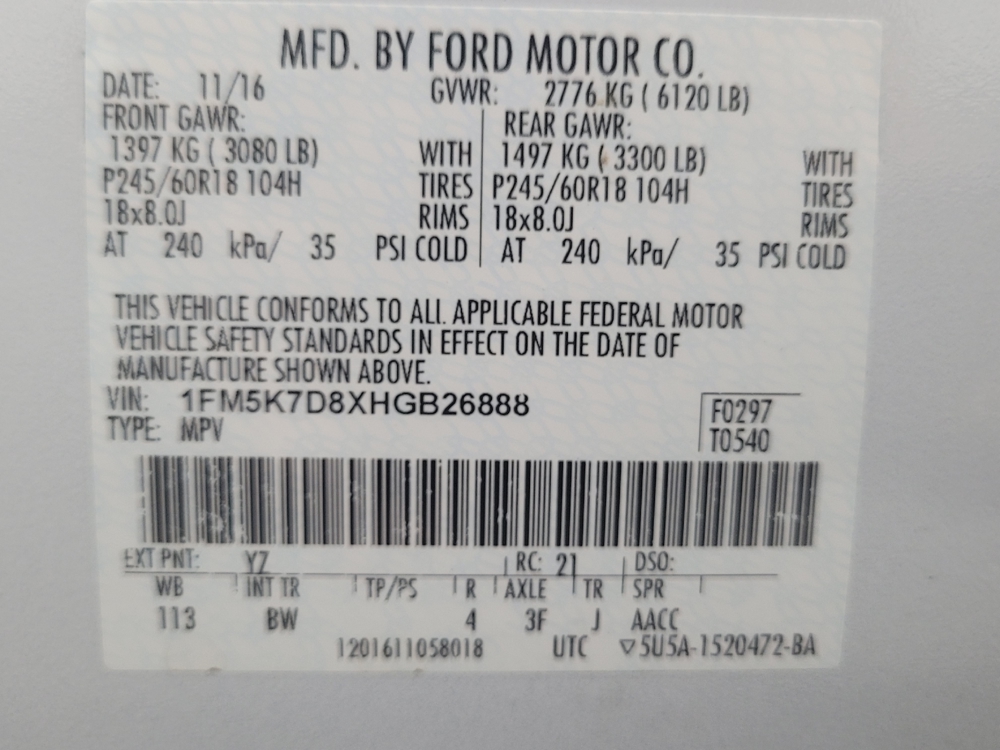 MFD. BY FORD MOTOR CO.
DATE: 11/16 GVWR: 2776 KG ( 6120 LB)
FRONT GAWR: REAR GAWR:
1397 KG ( 3080 LB) WITH 1497 KG ( 3300 LB) WITH
P245/60R18 104H TIRES P245/60R18 104H TIRES
18x8.0J RIMS 18x8.0J RIMS
AT 240 kPa/ 35 PSI COLD AT 240 kPa/ 35 PSI COLD
THIS VEHICLE CONFORMS TO ALL APPLICABLE FEDERAL MOTOR
VEHICLE SAFETY STANDARDS IN EFFECT ON THE DATE OF
MANUFACTURE SHOWN ABOVE.
VIN: 1FM5K7D8XHGB26888 F0297
TYPE: MPV T0540
EXT PNT: YZ RC: 21 DSO:
WB INT TR TP/PS R AXLE TR SPR
113 BW 4 3F J AACC
1201611058018 UTC ▽5U5A-1520472-BA